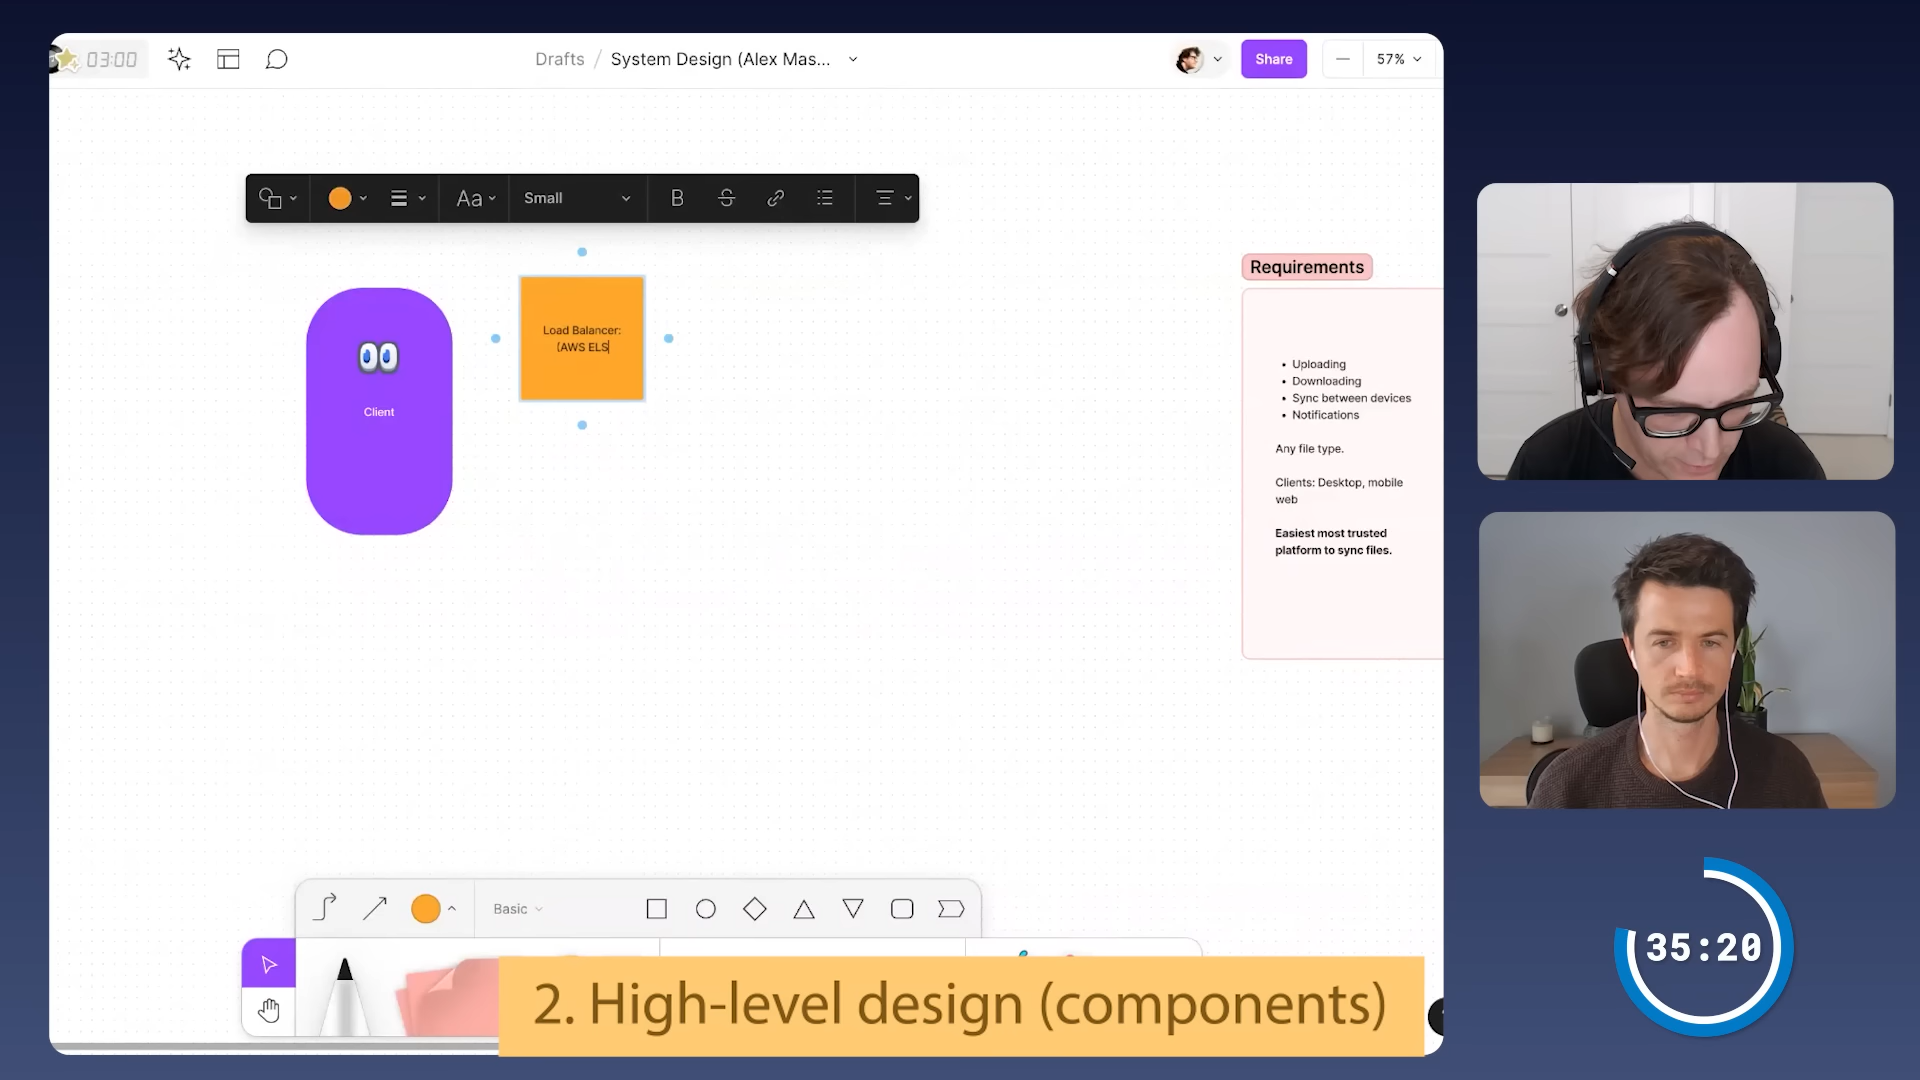 03:00
Drafts / System Design (Alex Mas...
Share
57%
Aa
Small
B
S
Load Balancer:
(AWS ELS
Client
Requirements
• Uploading
• Downloading
• Sync between devices
• Notifications
Any file type.
Clients: Desktop, mobile
web
Easiest most trusted
platform to sync files.
Basic
2. High-level design (components)
35:20